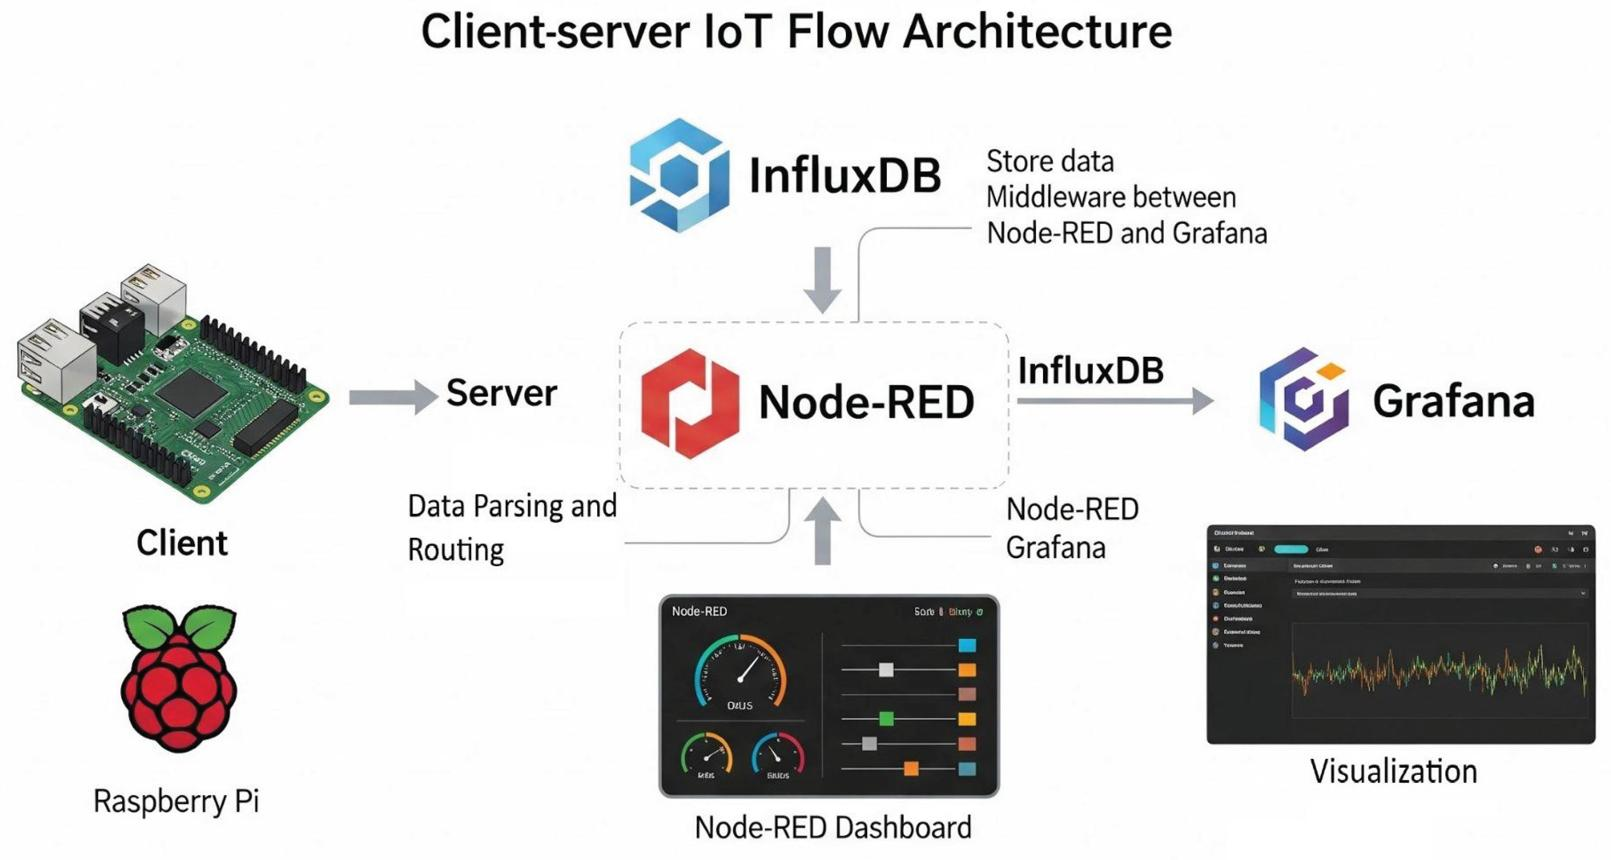 Client-server IoT Flow Architecture
InfluxDB
Store data
Middleware between
Node-RED and Grafana
Server
Node-RED
InfluxDB
Grafana
Data Parsing and
Routing
Node-RED
Grafana
Client
Raspberry Pi
Node-RED
Node-RED Dashboard
Visualization